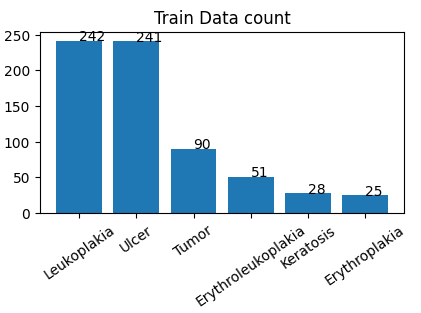 Train Data count
250
200
150
100
50
0
242
241
90
51
28
25
Leukoplakia
Ulcer
Tumor
Erythroleukoplakia
Keratosis
Erythroplakia